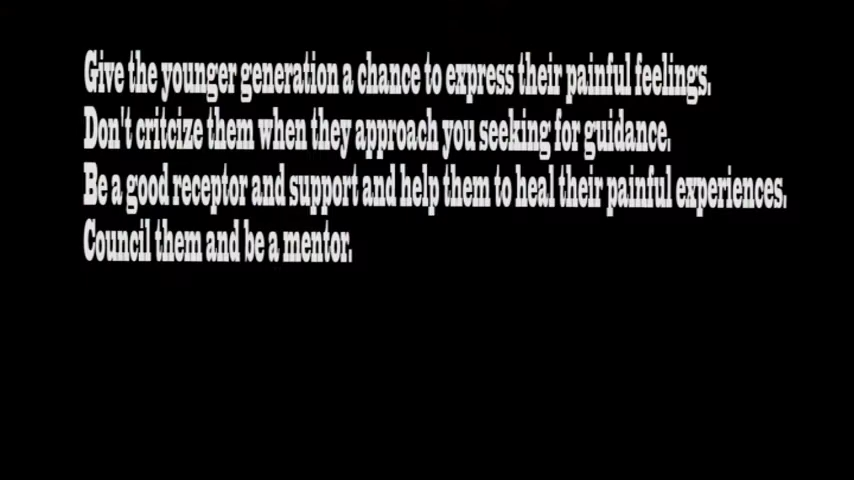 Give the younger generation a chance to express their painful feelings.
Don't critcize them when they approach you seeking for guidance.
Be a good receptor and support and help them to heal their painful experiences.
Council them and be a mentor.